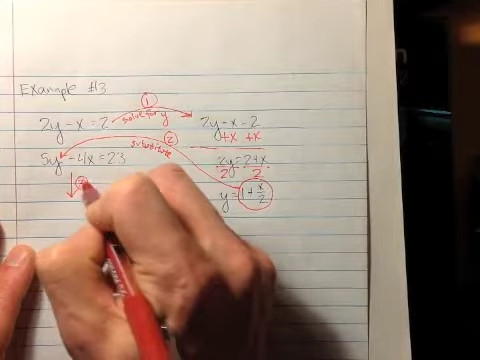 Example #13
①
2y - x = 2
solve for y
2y - x = 2
+x +x
②
substitute
5y - 4x = 23
2y = 2 + x
2 2
y = 1 + x/2